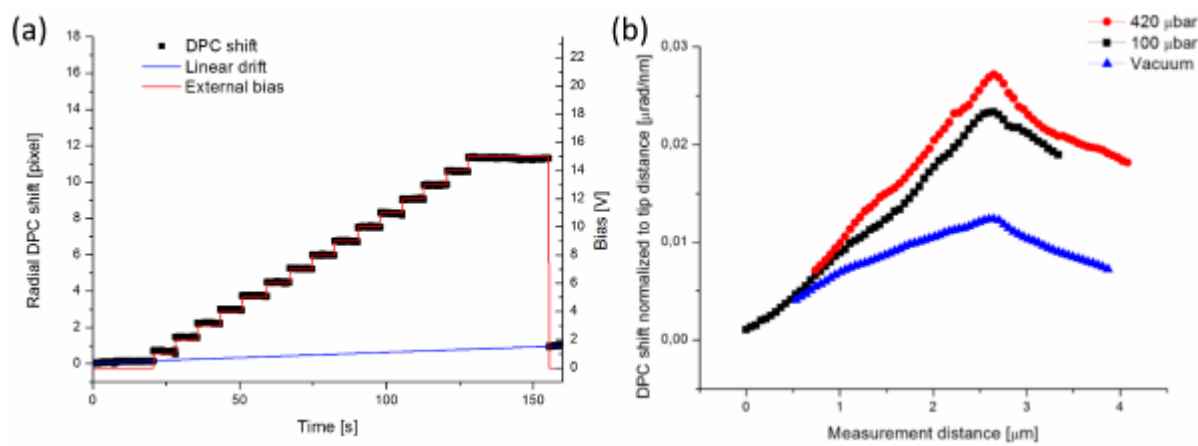 (a)
DPC shift
Linear drift
External bias
18
16
14
12
10
8
6
4
2
0
Radial DPC shift [pixel]
0
50
100
150
Time [s]
22
20
18
16
14
12
10
8
6
4
2
0
Bias [V]
(b)
420 μbar
100 μbar
Vacuum
0,03
0,02
0,01
0,00
DPC shift normalized to tip distance [μrad/nm]
0
1
2
3
4
Measurement distance [μm]